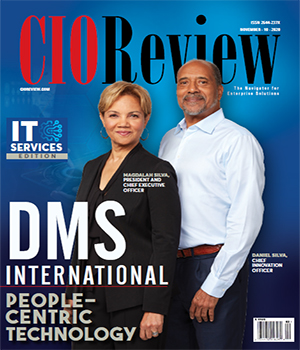 ISSN 2644-237X
NOVEMBER - 10 - 2020
CIOReview
CIOREVIEW.COM
The Navigator for
Enterprise Solutions
IT
SERVICES
EDITION
MAGDALAH SILVA,
PRESIDENT AND
CHIEF EXECUTIVE
OFFICER
DMS
INTERNATIONAL
DANIEL SILVA,
CHIEF
INNOVATION
OFFICER
PEOPLE-
CENTRIC
TECHNOLOGY